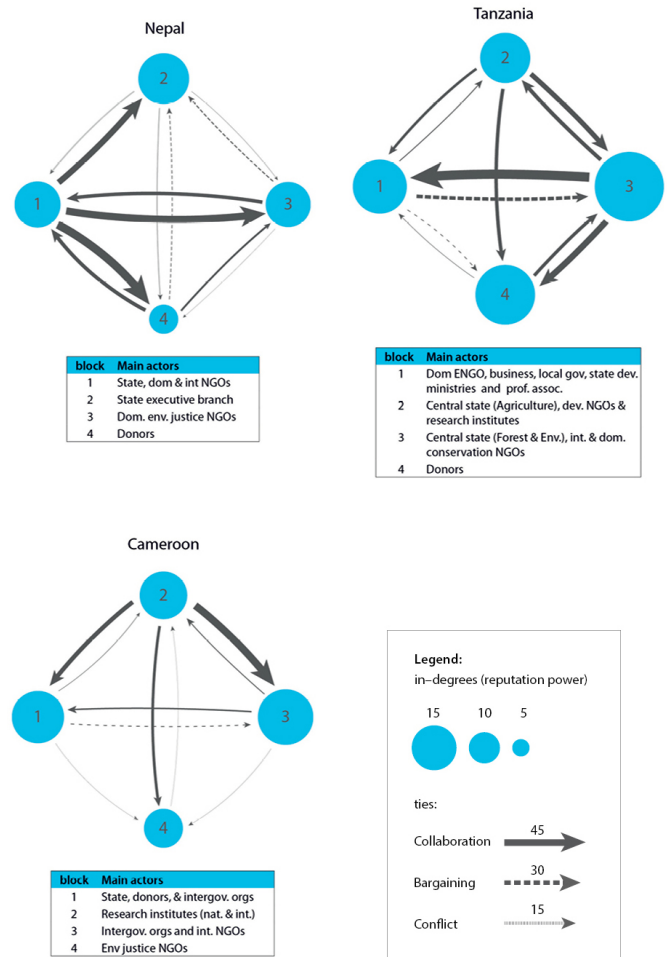 Nepal
2
1
3
4
block Main actors
1 State, dom & int NGOs
2 State executive branch
3 Dom. env. justice NGOs
4 Donors
Tanzania
2
1
3
4
block Main actors
1 Dom ENGO, business, local gov, state dev.
ministries and prof. assoc.
2 Central state (Agriculture), dev. NGOs &
research institutes
3 Central state (Forest & Env.), int. & dom.
conservation NGOs
4 Donors
Cameroon
2
1
3
4
block Main actors
1 State, donors, & intergov. orgs
2 Research institutes (nat. & int.)
3 Intergov. orgs and int. NGOs
4 Env justice NGOs
Legend:
in–degrees (reputation power)
15 10 5
ties:
Collaboration 45
Bargaining 30
Conflict 15